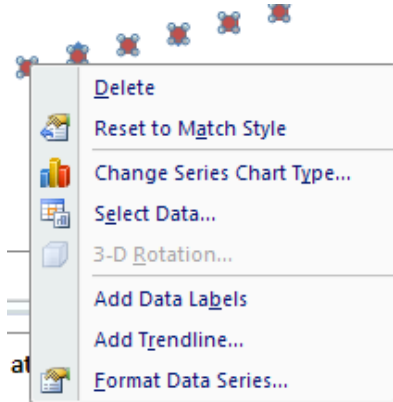 Delete
Reset to Match Style
Change Series Chart Type...
Select Data...
3-D Rotation...
Add Data Labels
Add Trendline...
at
Format Data Series...